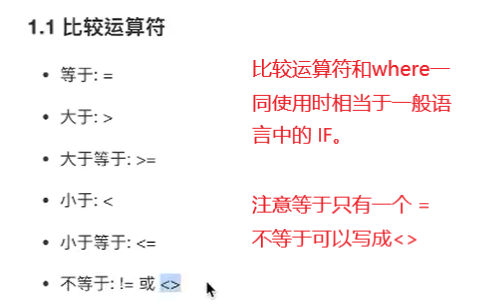 1.1 比较运算符
• 等于: =
• 大于: >
• 大于等于: >=
• 小于: <
• 小于等于: <=
• 不等于: != 或 <>
比较运算符和where一
同使用时相当于一般语
言中的 IF。
注意等于只有一个 =
不等于可以写成<>